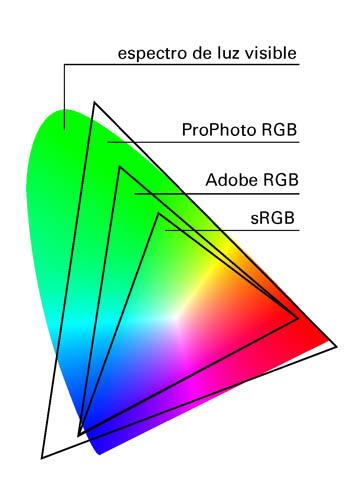 espectro de luz visible
ProPhoto RGB
Adobe RGB
sRGB